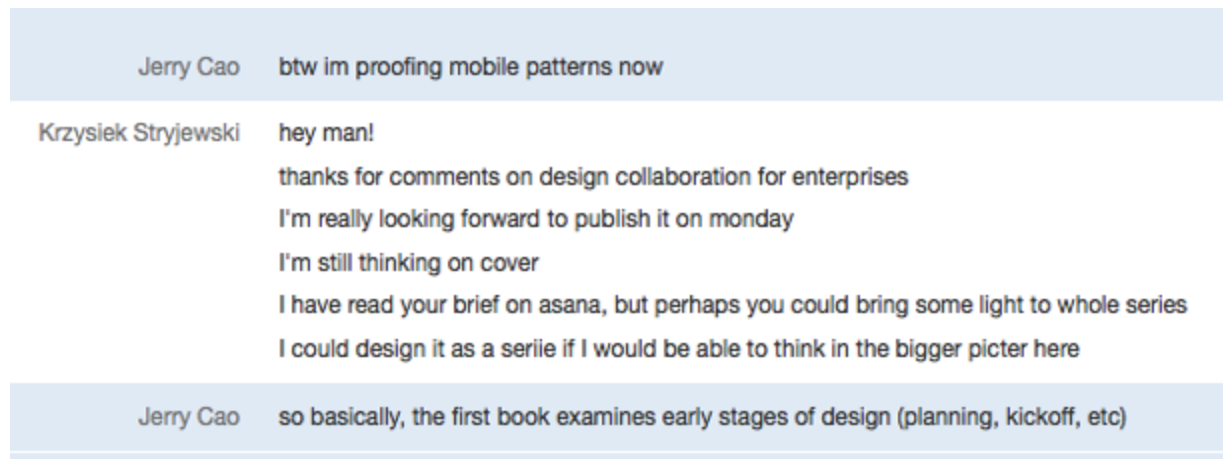 Jerry Cao btw im proofing mobile patterns now
Krzysiek Stryjewski hey man!
thanks for comments on design collaboration for enterprises
I'm really looking forward to publish it on monday
I'm still thinking on cover
I have read your brief on asana, but perhaps you could bring some light to whole series
I could design it as a seriie if I would be able to think in the bigger picter here
Jerry Cao so basically, the first book examines early stages of design (planning, kickoff, etc)